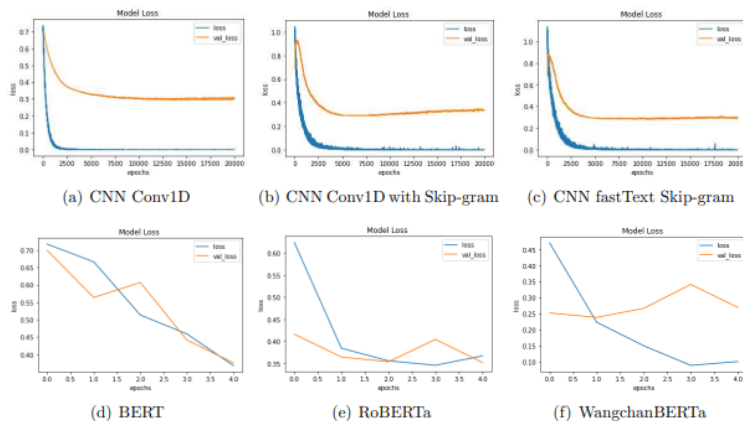 Model Loss
loss
val_loss
0.7
0.6
0.5
0.4
0.3
0.2
0.1
0.0
loss
0 2500 5000 7500 10000 12500 15000 17500 20000
epochs
(a) CNN Conv1D
Model Loss
loss
val_loss
1.0
0.8
0.6
0.4
0.2
0.0
loss
0 2500 5000 7500 10000 12500 15000 17500 20000
epochs
(b) CNN Conv1D with Skip-gram
Model Loss
loss
val_loss
1.0
0.8
0.6
0.4
0.2
0.0
loss
0 2500 5000 7500 10000 12500 15000 17500 20000
epochs
(c) CNN fastText Skip-gram
Model Loss
loss
val_loss
0.70
0.65
0.60
0.55
0.50
0.45
0.40
loss
0.0 0.5 1.0 1.5 2.0 2.5 3.0 3.5 4.0
epochs
(d) BERT
Model Loss
loss
val_loss
0.60
0.55
0.50
0.45
0.40
0.35
loss
0.0 0.5 1.0 1.5 2.0 2.5 3.0 3.5 4.0
epochs
(e) RoBERTa
Model Loss
loss
val_loss
0.45
0.40
0.35
0.30
0.25
0.20
0.15
0.10
loss
0.0 0.5 1.0 1.5 2.0 2.5 3.0 3.5 4.0
epochs
(f) WangchanBERTa